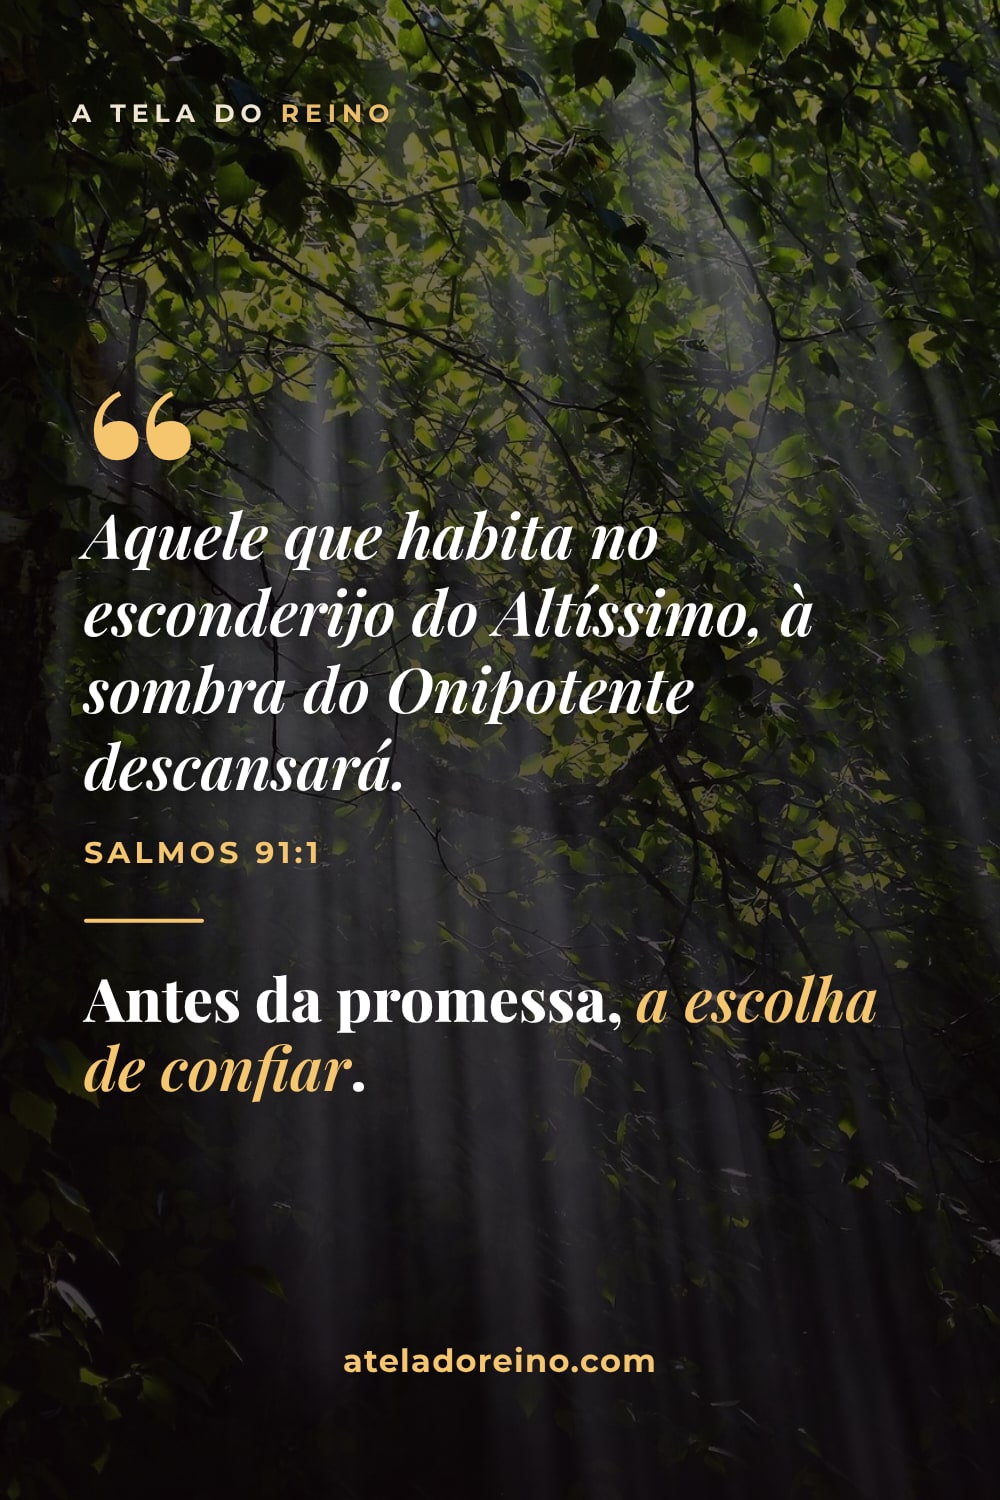 A TELA DO REINO
“
Aquele que habita no
esconderijo do Altíssimo, à
sombra do Onipotente
descansará.
SALMOS 91:1
Antes da promessa, a escolha
de confiar.
ateladoreino.com